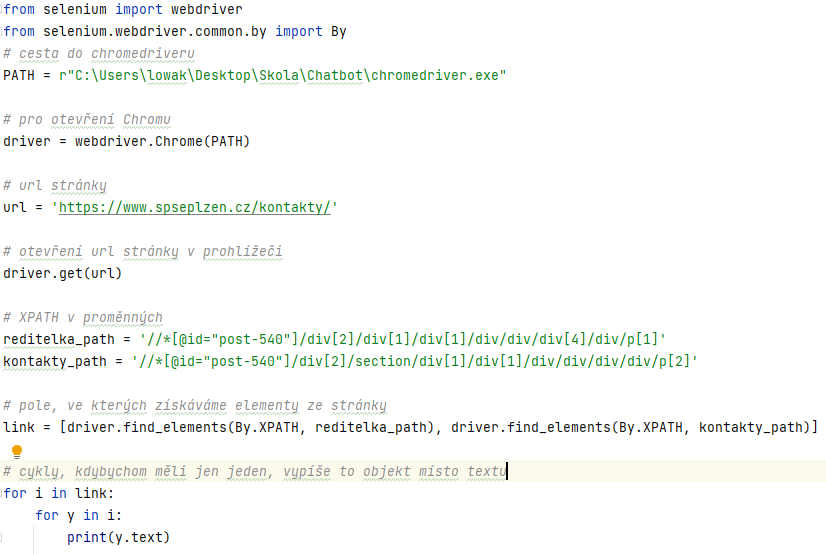 from selenium import webdriver
from selenium.webdriver.common.by import By
# cesta do chromedriveru
PATH = r"C:\Users\lowak\Desktop\Skola\Chatbot\chromedriver.exe"
# pro otevření Chromu
driver = webdriver.Chrome(PATH)
# url stránky
url = 'https://www.spseplzen.cz/kontakty/'
# otevření url stránky v prohlížeči
driver.get(url)
# XPATH v proměnných
reditelka_path = '//*[@id="post-540"]/div[2]/div[1]/div[1]/div/div/div[4]/div/p[1]'
kontakty_path = '//*[@id="post-540"]/div[2]/section/div[1]/div[1]/div/div/div/div/p[2]'
# pole, ve kterých získáváme elementy ze stránky
link = [driver.find_elements(By.XPATH, reditelka_path), driver.find_elements(By.XPATH, kontakty_path)]
# cykly, kdybychom měli jen jeden, vypíše to objekt místo textu
for i in link:
    for y in i:
        print(y.text)